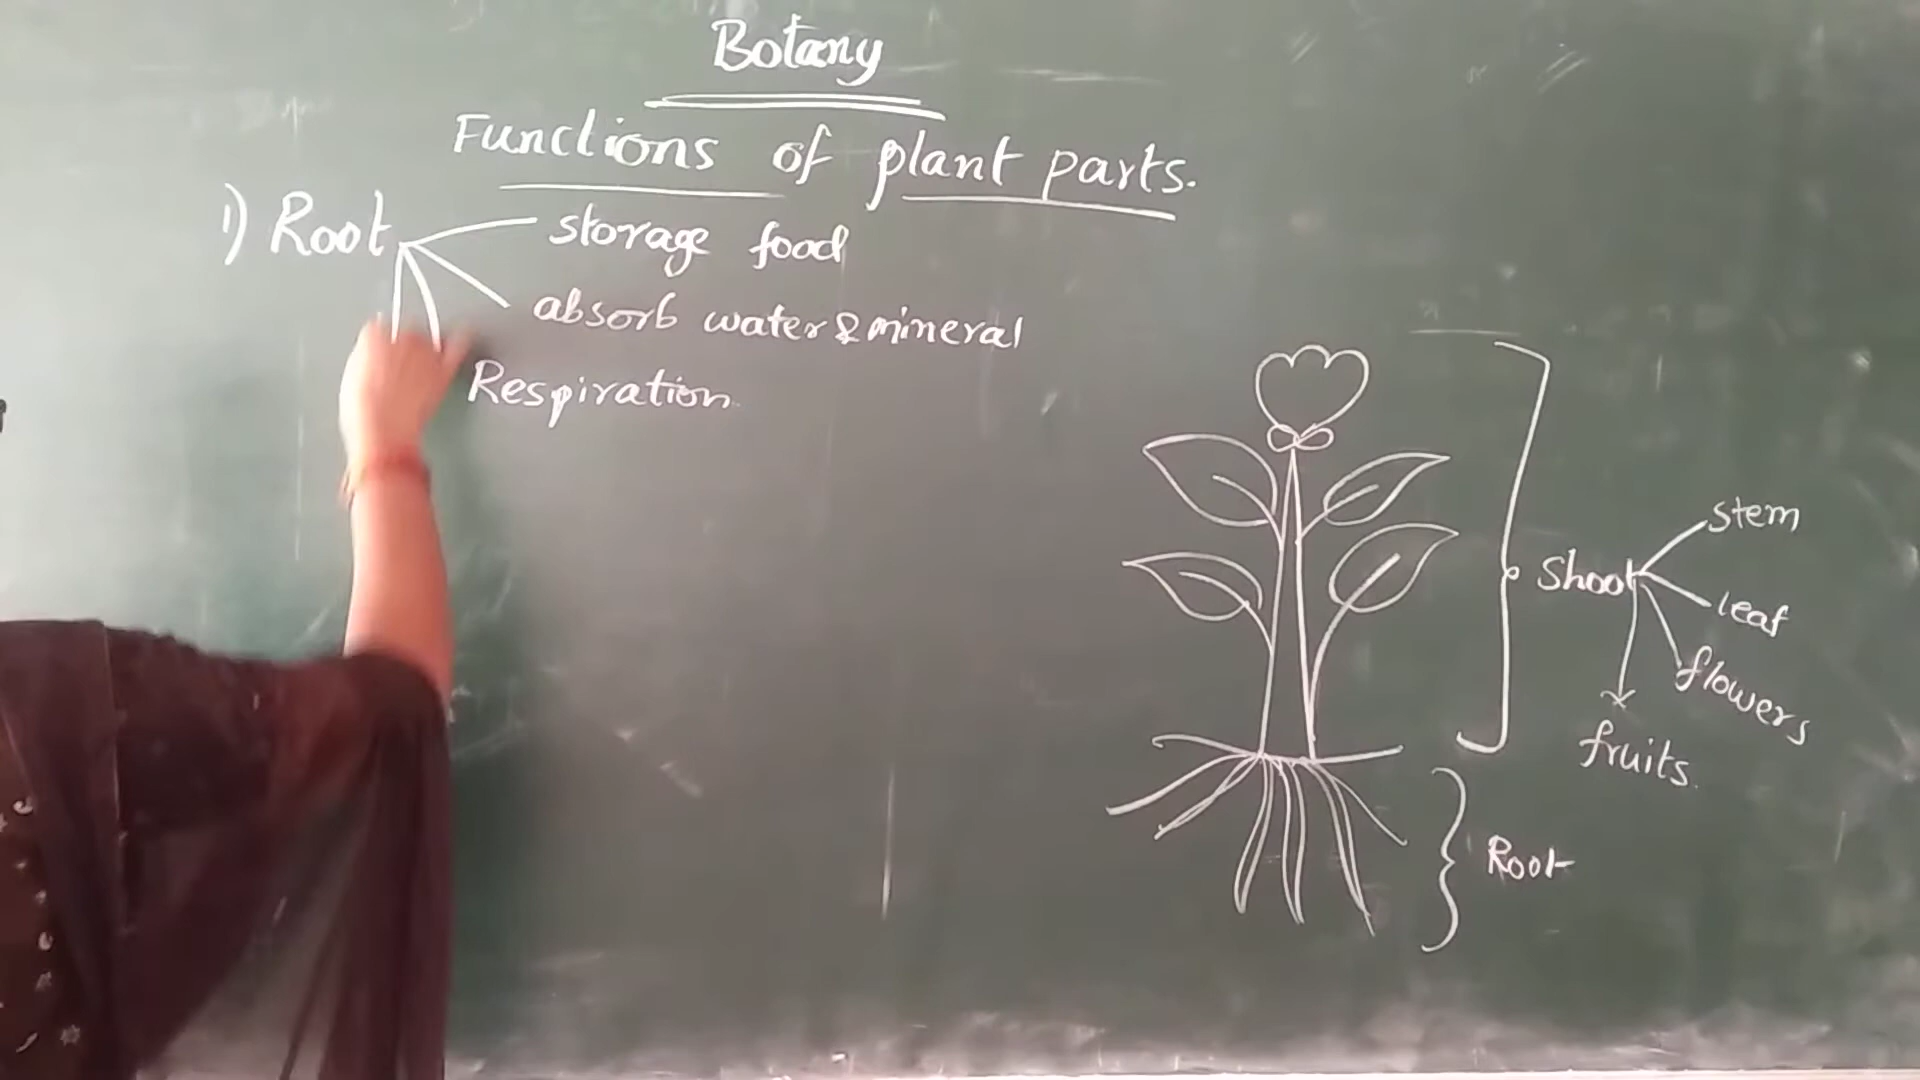 Botany
Functions of plant parts.
1) Root
storage food
absorb water & mineral
Respiration.
Shoot
stem
leaf
flowers
fruits.
Root